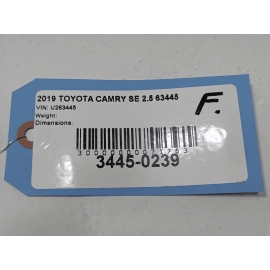 2019 TOYOTA CAMRY SE 2.5 63445
VIN: U263445
Weight:
Dimensions:
F.
3445-0239